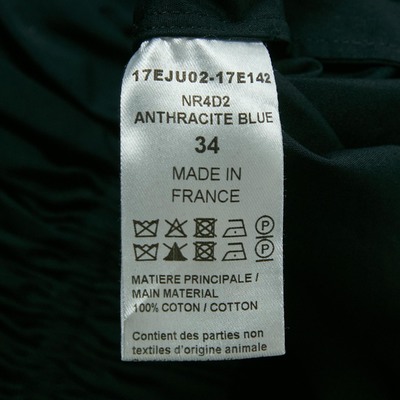 17EJU02-17E142
NR4D2
ANTHRACITE BLUE
34
MADE IN
FRANCE
P
P
MATIERE PRINCIPALE /
MAIN MATERIAL
100% COTON / COTTON
Contient des parties non
textiles d'origine animale